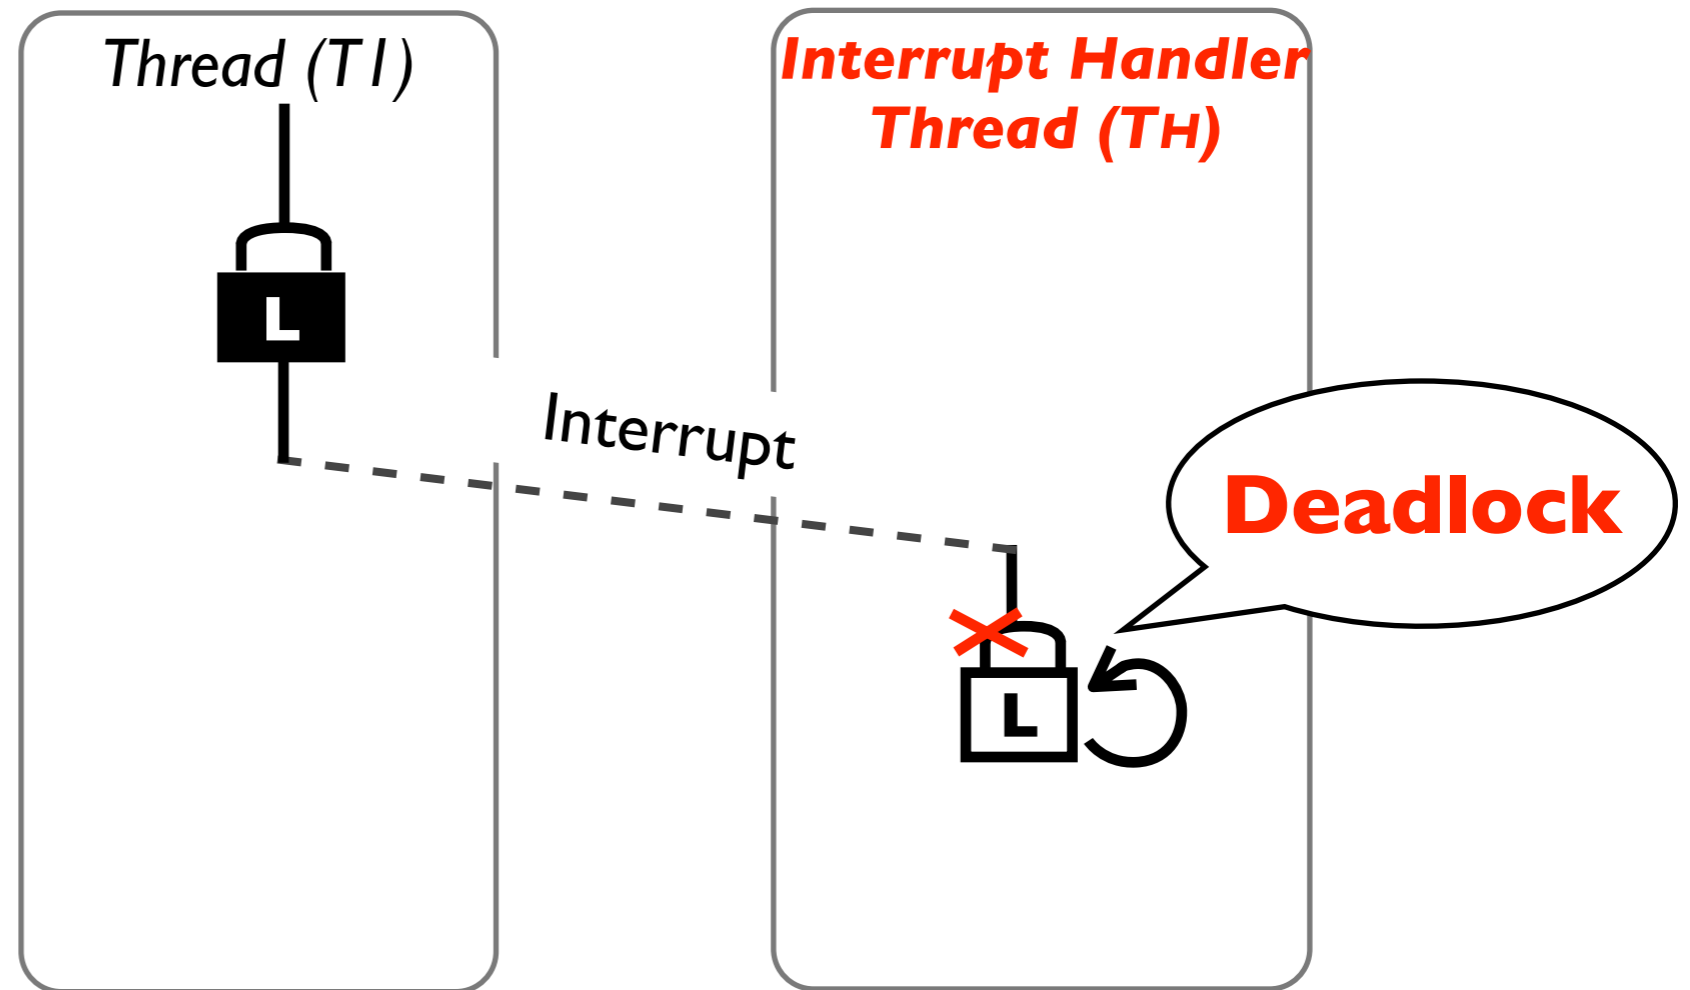 Thread (T1)
Interrupt Handler
Thread (TH)
L
Interrupt
Deadlock
L